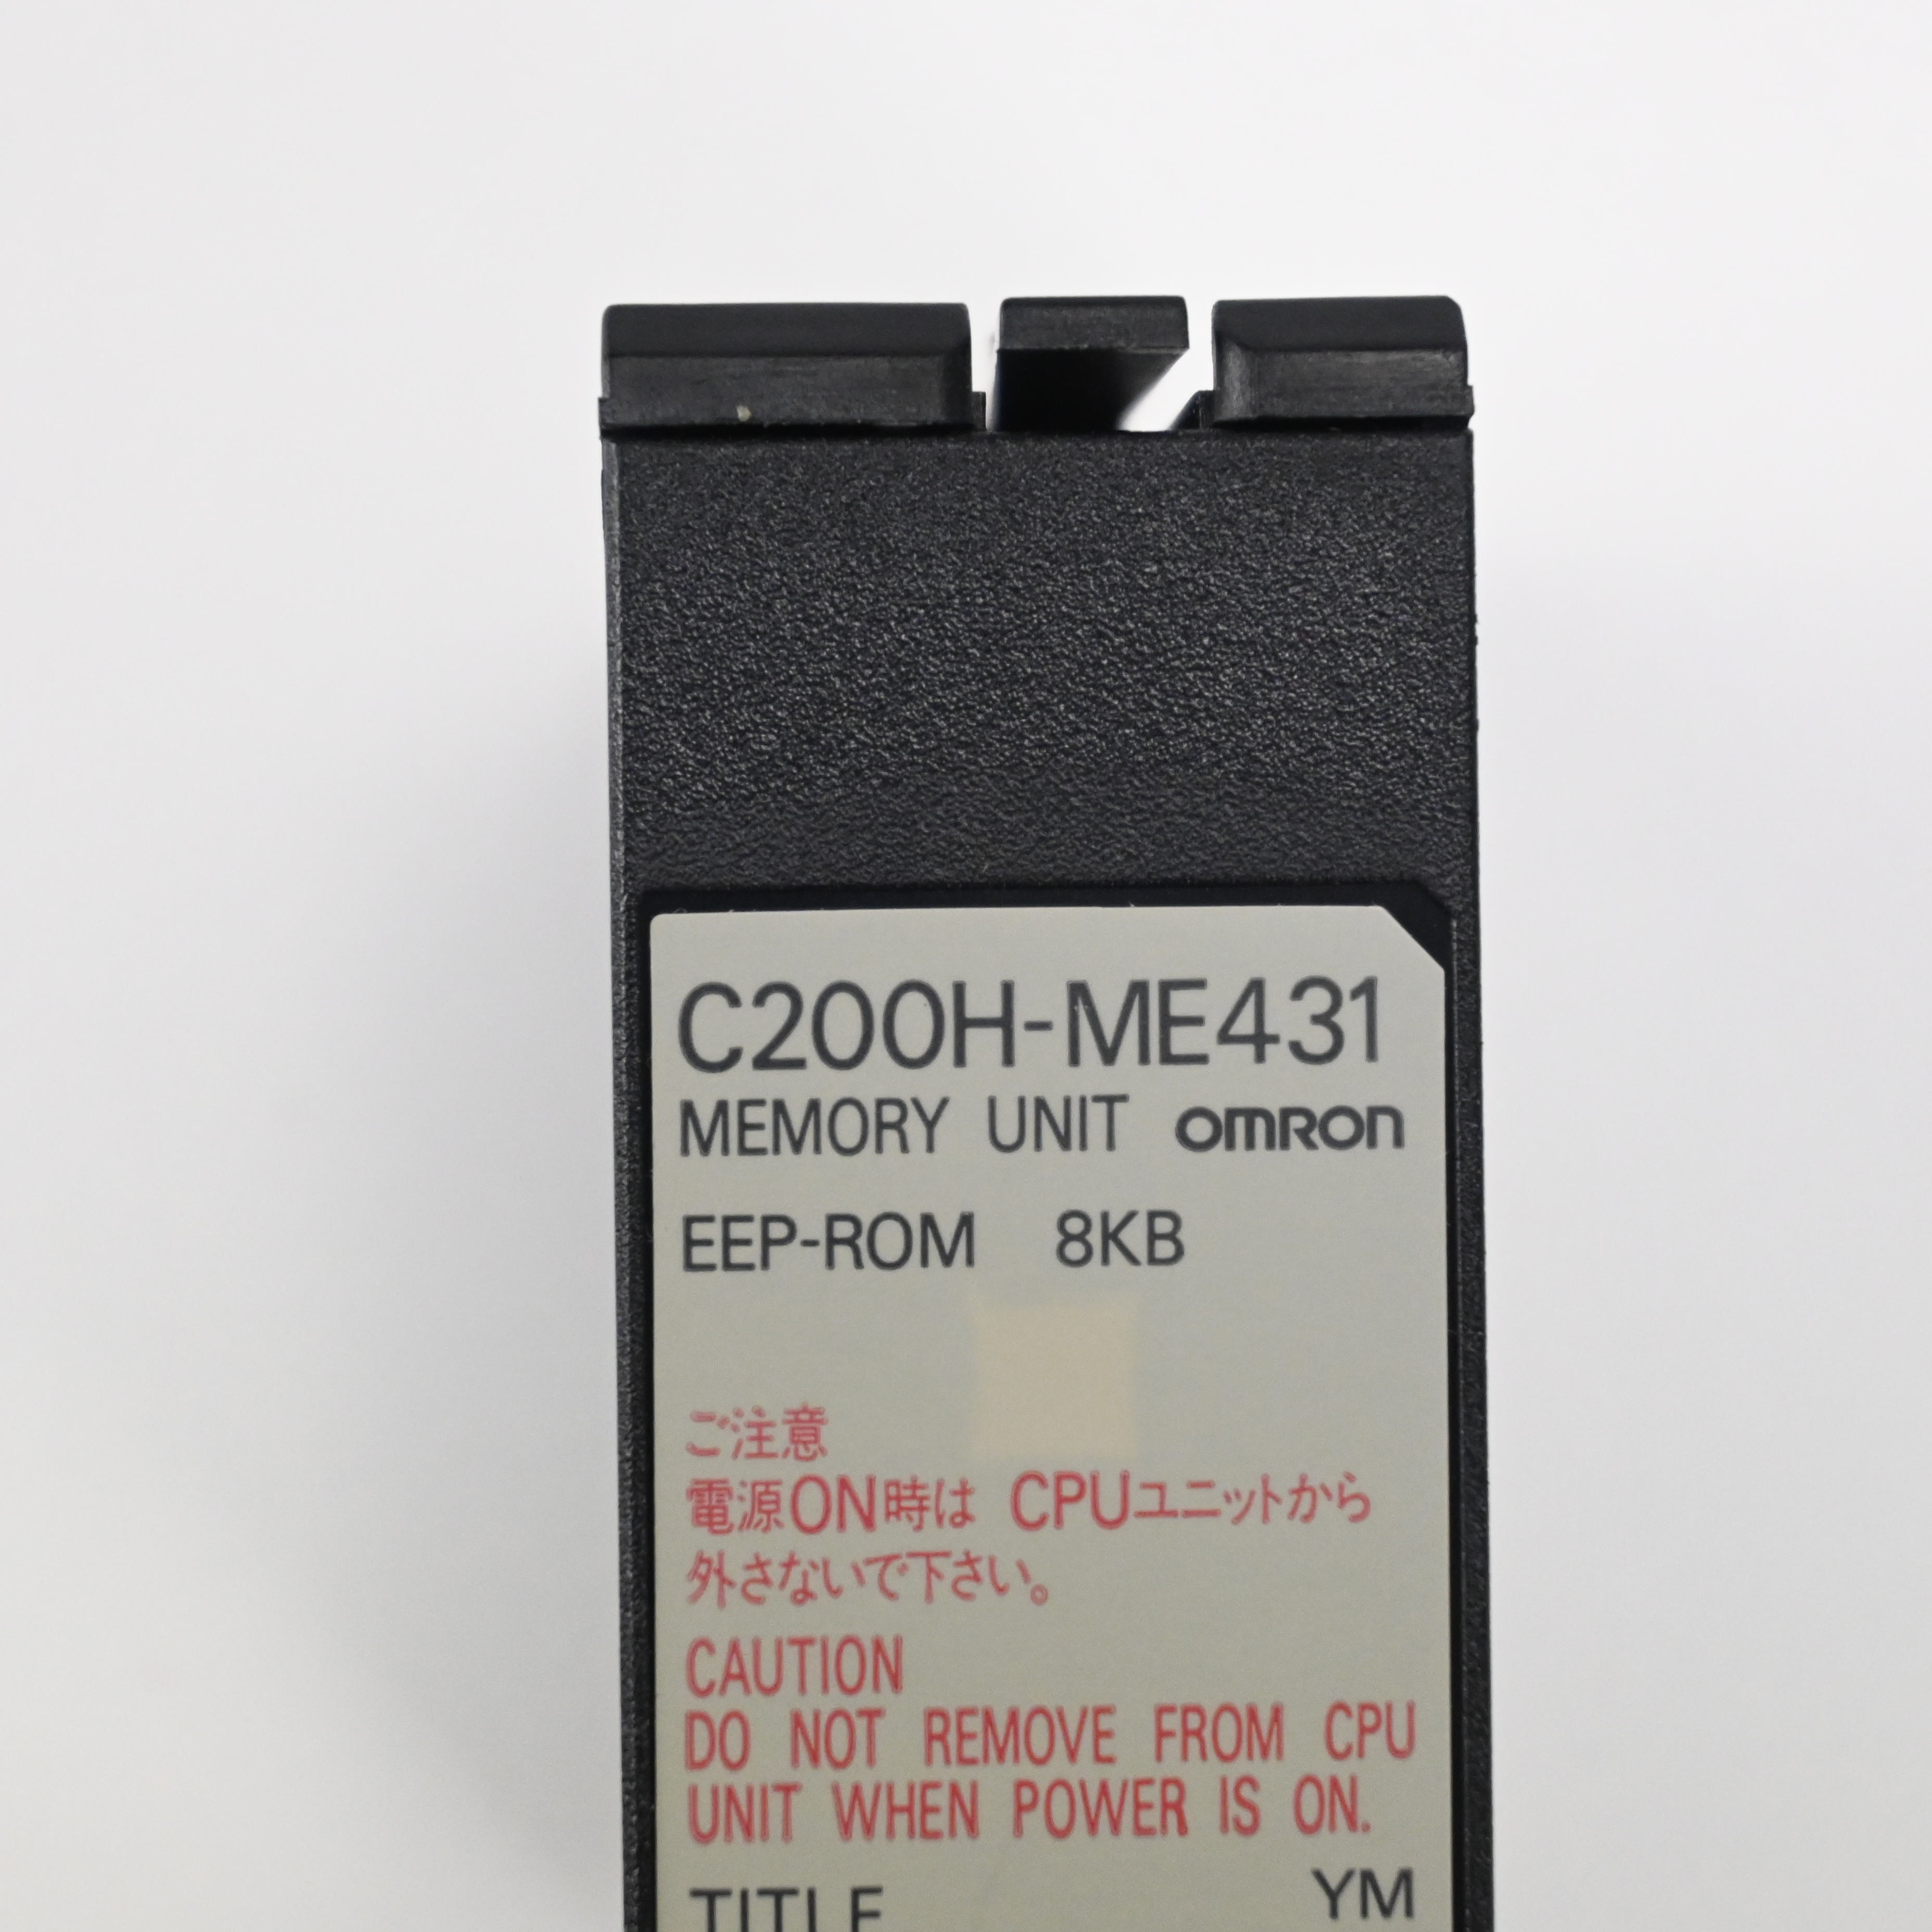 C200H-ME431
MEMORY UNIT OMRON
EEP-ROM 8KB
ご注意
電源ON時は CPUユニットから
外さないで下さい。
CAUTION
DO NOT REMOVE FROM CPU
UNIT WHEN POWER IS ON.
TITLE YM